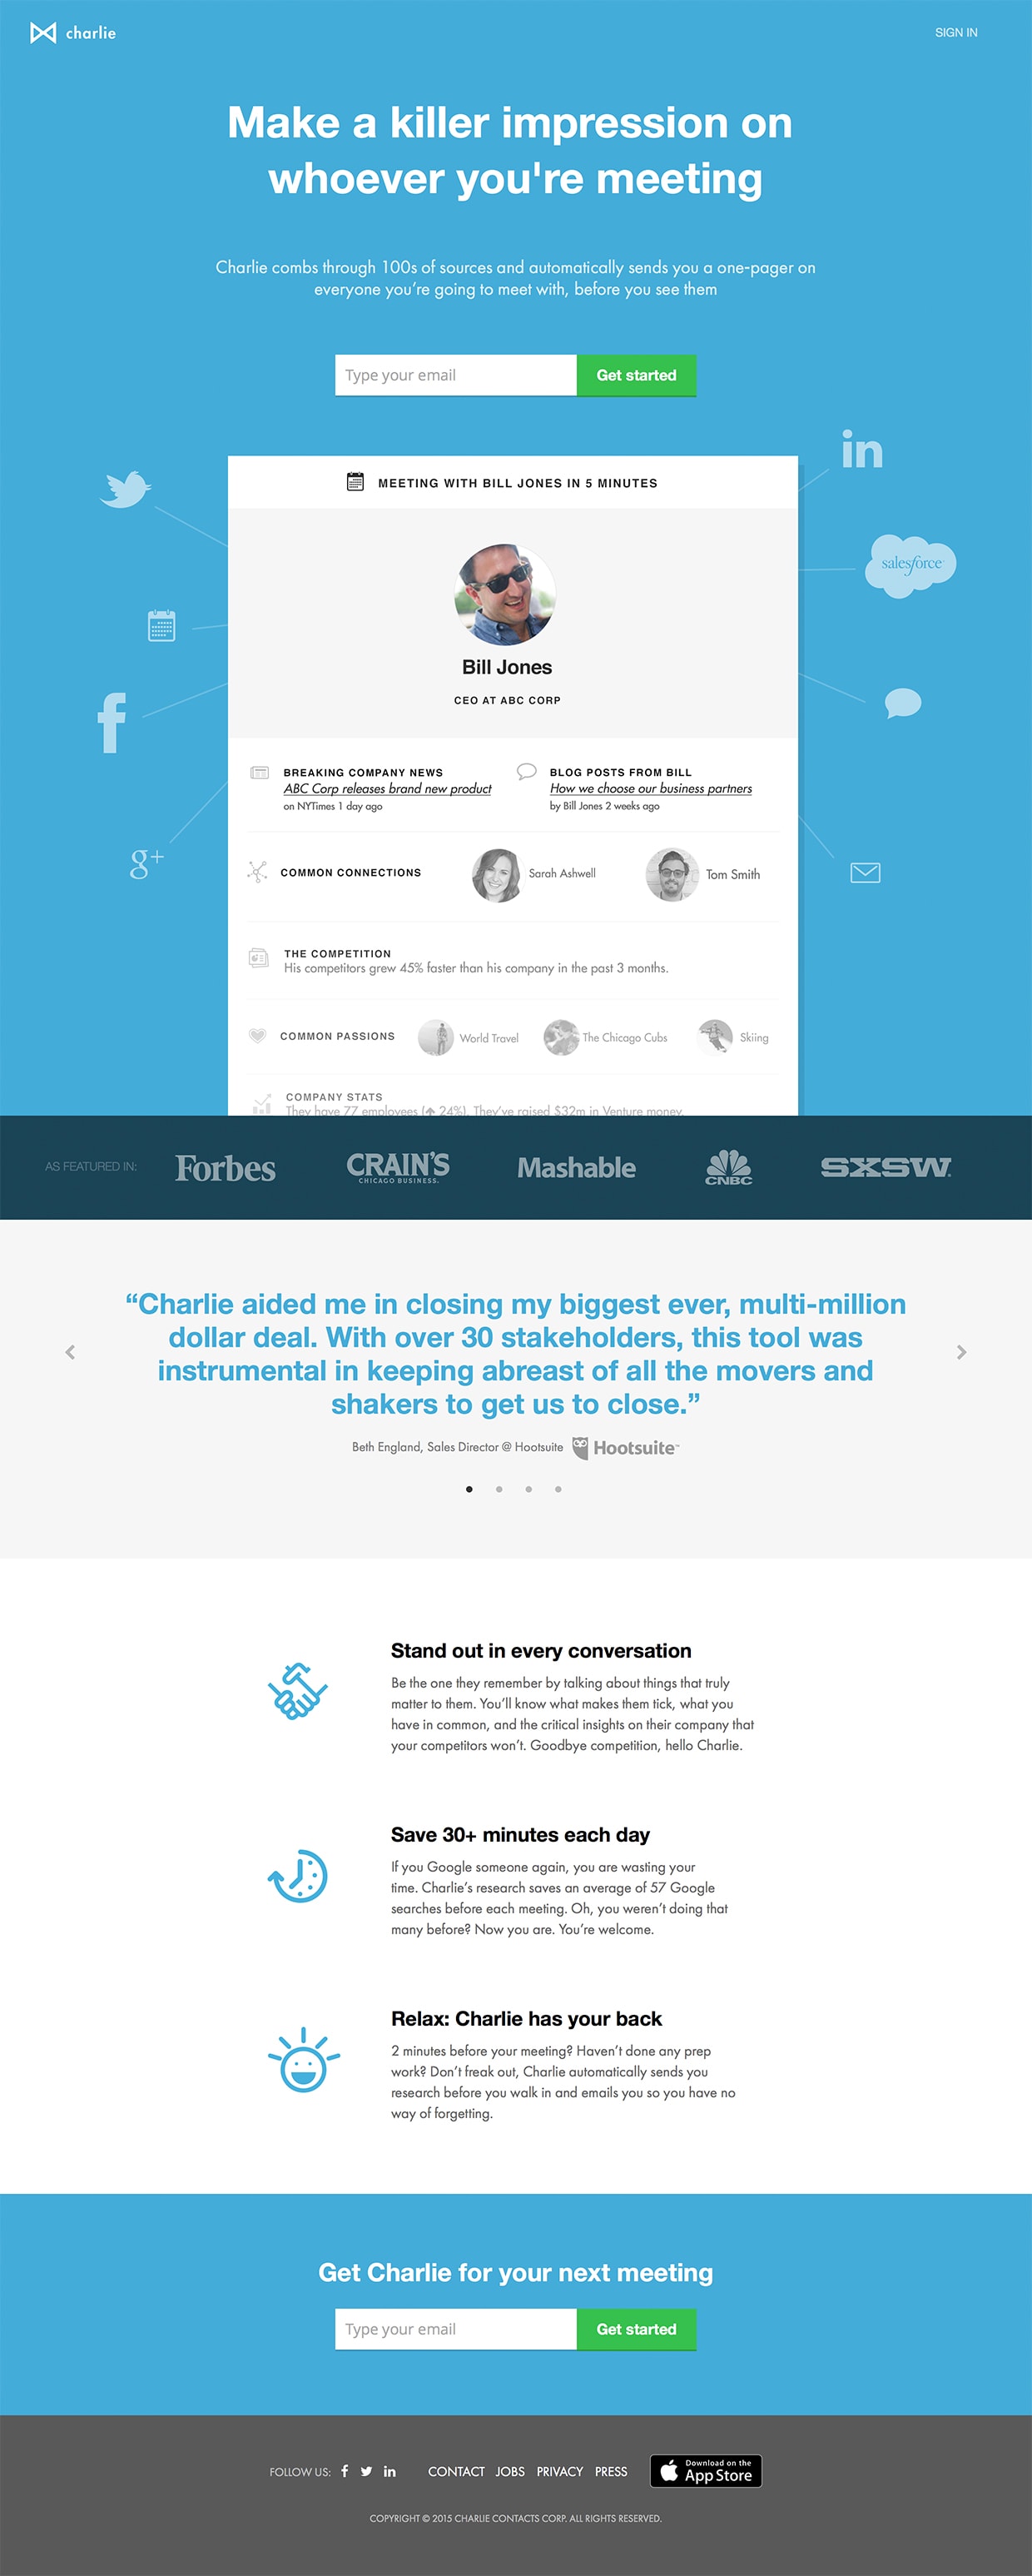 charlie
SIGN IN
Make a killer impression on
whoever you're meeting
Charlie combs through 100s of sources and automatically sends you a one-pager on
everyone you're going to meet with, before you see them
Type your email
Get started
in
MEETING WITH BILL JONES IN 5 MINUTES
salesforce
Bill Jones
CEO AT ABC CORP
f
BREAKING COMPANY NEWS
ABC Corp releases brand new product
on NYTimes 1 day ago
BLOG POSTS FROM BILL
How we choose our business partners
by Bill Jones 2 weeks ago
g+
COMMON CONNECTIONS
Sarah Ashwell
Tom Smith
THE COMPETITION
His competitors grew 45% faster than his company in the past 3 months.
COMMON PASSIONS
World Travel
The Chicago Cubs
Skiing
COMPANY STATS
They have 77 employees (↑ 24%). They've raised $32m in Venture money.
AS FEATURED IN:
Forbes
CRAIN'S
CHICAGO BUSINESS.
Mashable
CNBC
SXSW.
“Charlie aided me in closing my biggest ever, multi-million
dollar deal. With over 30 stakeholders, this tool was
instrumental in keeping abreast of all the movers and
shakers to get us to close.”
Beth England, Sales Director @ Hootsuite
Hootsuite™
Stand out in every conversation
Be the one they remember by talking about things that truly
matter to them. You'll know what makes them tick, what you
have in common, and the critical insights on their company that
your competitors won't. Goodbye competition, hello Charlie.
Save 30+ minutes each day
If you Google someone again, you are wasting your
time. Charlie's research saves an average of 57 Google
searches before each meeting. Oh, you weren't doing that
many before? Now you are. You're welcome.
Relax: Charlie has your back
2 minutes before your meeting? Haven't done any prep
work? Don't freak out, Charlie automatically sends you
research before you walk in and emails you so you have no
way of forgetting.
Get Charlie for your next meeting
Type your email
Get started
FOLLOW US:
f
in
CONTACT JOBS PRIVACY PRESS
Download on the
App Store
COPYRIGHT © 2015 CHARLIE CONTACTS CORP. ALL RIGHTS RESERVED.